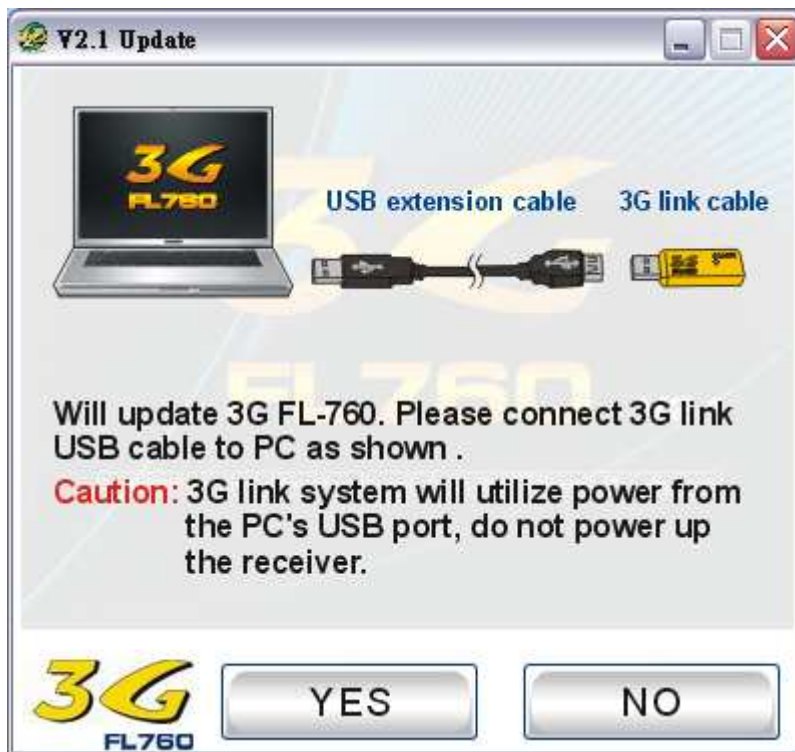 V2.1 Update
3G
FL760
USB extension cable
3G link cable
3G
FL760
Will update 3G FL-760. Please connect 3G link
USB cable to PC as shown .
Caution: 3G link system will utilize power from
the PC's USB port, do not power up
the receiver.
3G
FL760
YES
NO